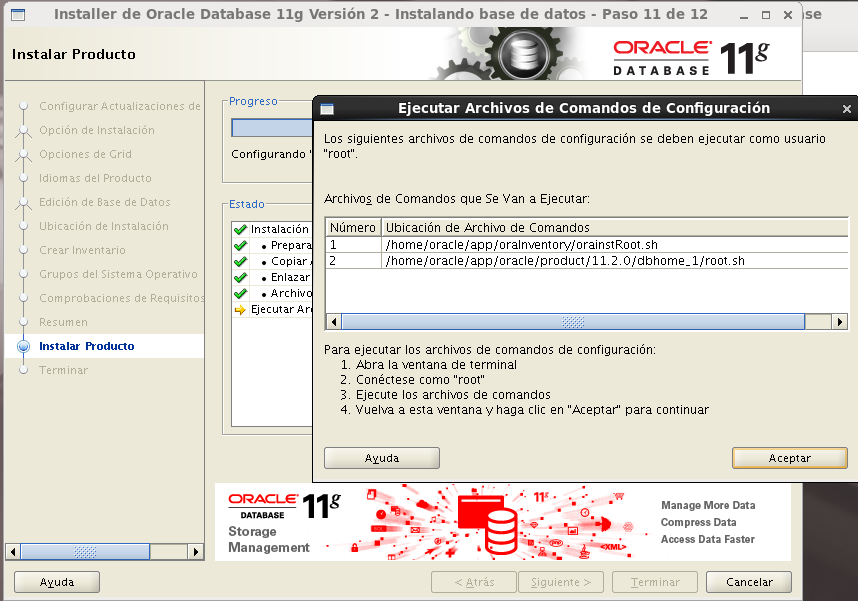 Installer de Oracle Database 11g Versión 2 - Instalando base de datos - Paso 11 de 12
se
Instalar Producto
ORACLE
DATABASE
11g
Configurar Actualizaciones de
Opción de Instalación
Opciones de Grid
Idiomas del Producto
Edición de Base de Datos
Ubicación de Instalación
Crear Inventario
Grupos del Sistema Operativo
Comprobaciones de Requisitos
Resumen
Instalar Producto
Terminar
Progreso
Configurando
Estado
Instalación
• Prepara
• Copiar
• Enlazar
• Archivo
Ejecutar
Ejecutar Archivos de Comandos de Configuración
Los siguientes archivos de comandos de configuración se deben ejecutar como usuario
"root".
Archivos de Comandos que Se Van a Ejecutar:
Número Ubicación de Archivo de Comandos
1 /home/oracle/app/oraInventory/orainstRoot.sh
2 /home/oracle/app/oracle/product/11.2.0/dbhome_1/root.sh
Para ejecutar los archivos de comandos de configuración:
1. Abra la ventana de terminal
2. Conéctese como "root"
3. Ejecute los archivos de comandos
4. Vuelva a esta ventana y haga clic en "Aceptar" para continuar
Ayuda
Aceptar
ORACLE
DATABASE
11g
Storage
Management
11g
<XML>
Manage More Data
Compress Data
Access Data Faster
Ayuda
< Atrás
Siguiente >
Terminar
Cancelar